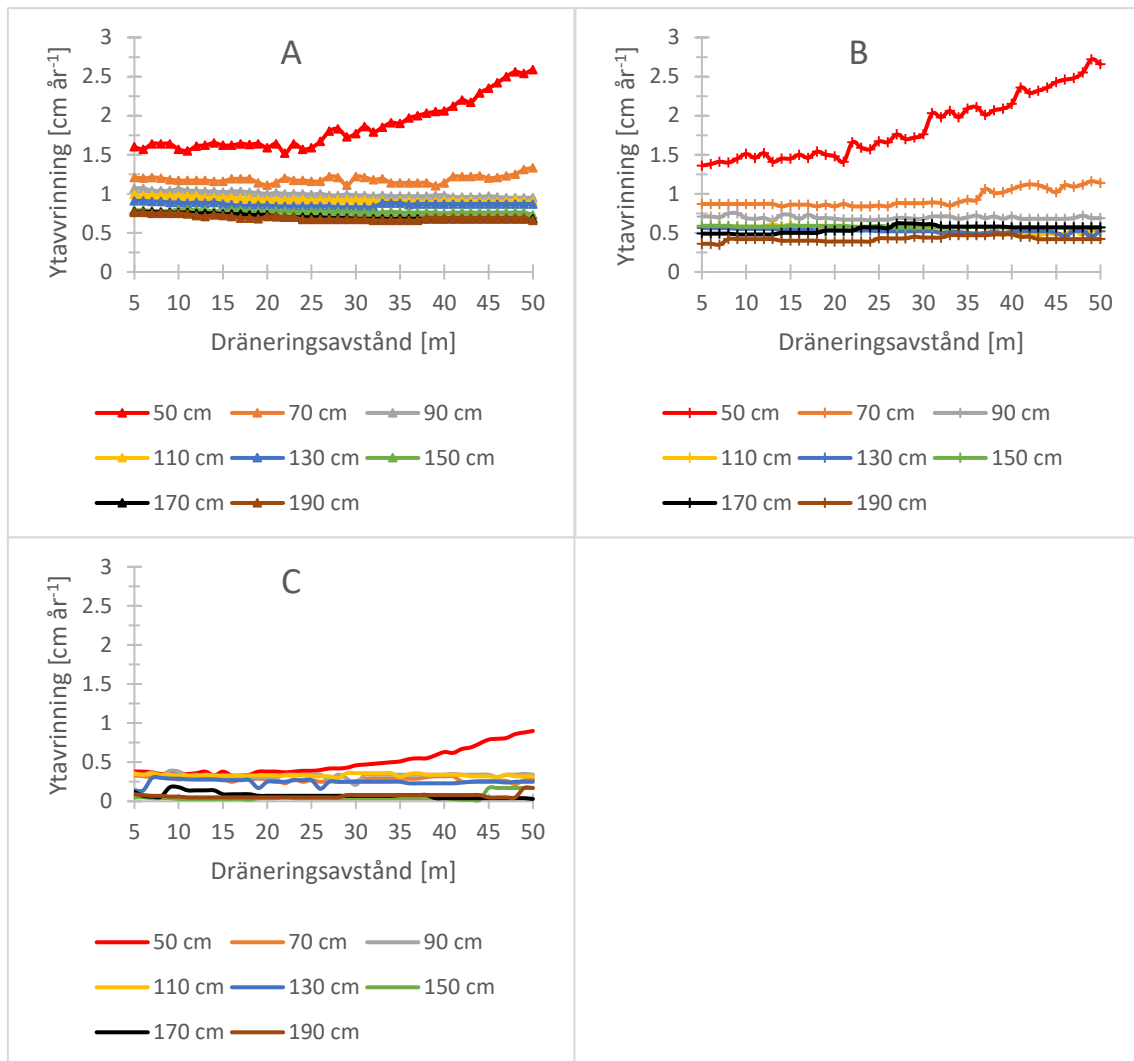 A
Ytavrinning [cm år-1]
3
2.5
2
1.5
1
0.5
0
5 10 15 20 25 30 35 40 45 50
Dräneringsavstånd [m]
50 cm 70 cm 90 cm
110 cm 130 cm 150 cm
170 cm 190 cm
B
Ytavrinning [cm år-1]
3
2.5
2
1.5
1
0.5
0
5 10 15 20 25 30 35 40 45 50
Dräneringsavstånd [m]
50 cm 70 cm 90 cm
110 cm 130 cm 150 cm
170 cm 190 cm
C
Ytavrinning [cm år-1]
3
2.5
2
1.5
1
0.5
0
5 10 15 20 25 30 35 40 45 50
Dräneringsavstånd [m]
50 cm 70 cm 90 cm
110 cm 130 cm 150 cm
170 cm 190 cm